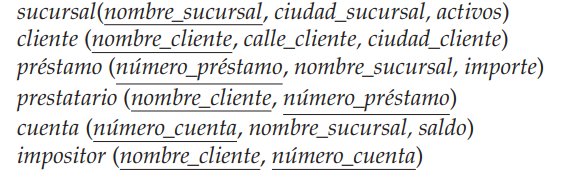 sucursal(nombre_sucursal, ciudad_sucursal, activos)
cliente (nombre_cliente, calle_cliente, ciudad_cliente)
préstamo (número_préstamo, nombre_sucursal, importe)
prestatario (nombre_cliente, número_préstamo)
cuenta (número_cuenta, nombre_sucursal, saldo)
impositor (nombre_cliente, número_cuenta)